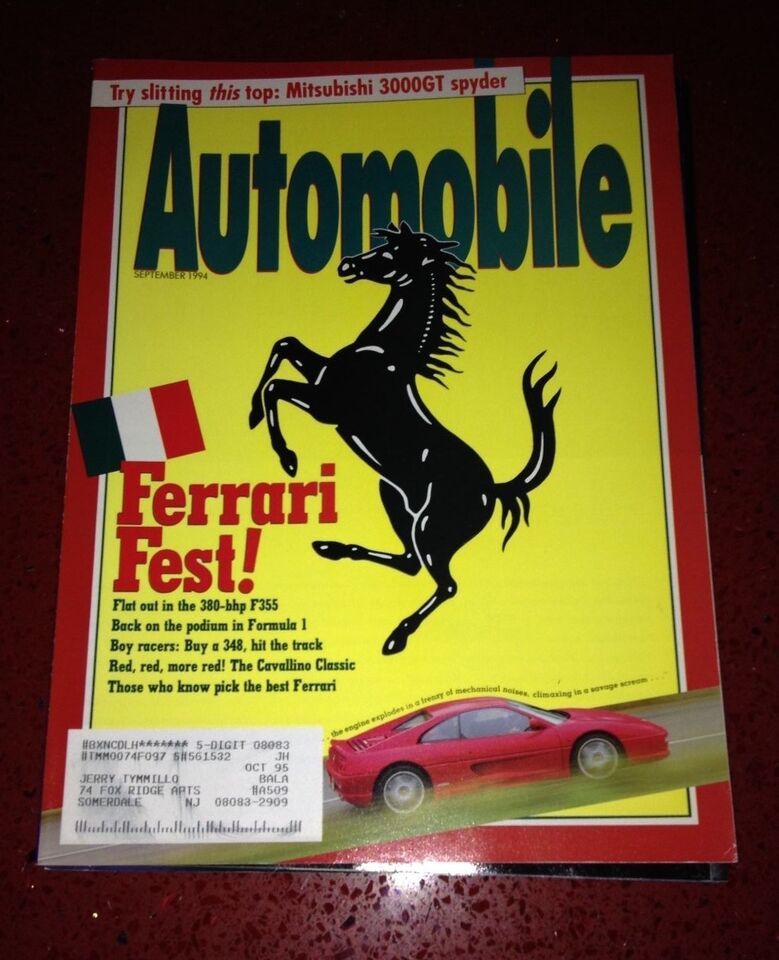 Try slitting this top: Mitsubishi 3000GT spyder
Automobile
SEPTEMBER 1994
Ferrari
Fest!
Flat out in the 380-bhp F355
Back on the podium in Formula 1
Boy racers: Buy a 348, hit the track
Red, red, more red! The Cavallino Classic
Those who know pick the best Ferrari
...the engine explodes in a frenzy of mechanical noises, climaxing in a savage scream....
#BXNCDLH******* 5-DIGIT 08083
#TMM0074F097 5#561532 JH
OCT 95
JERRY TYMMILLO BALA
74 FOX RIDGE APTS #A509
SOMERDALE NJ 08083-2909